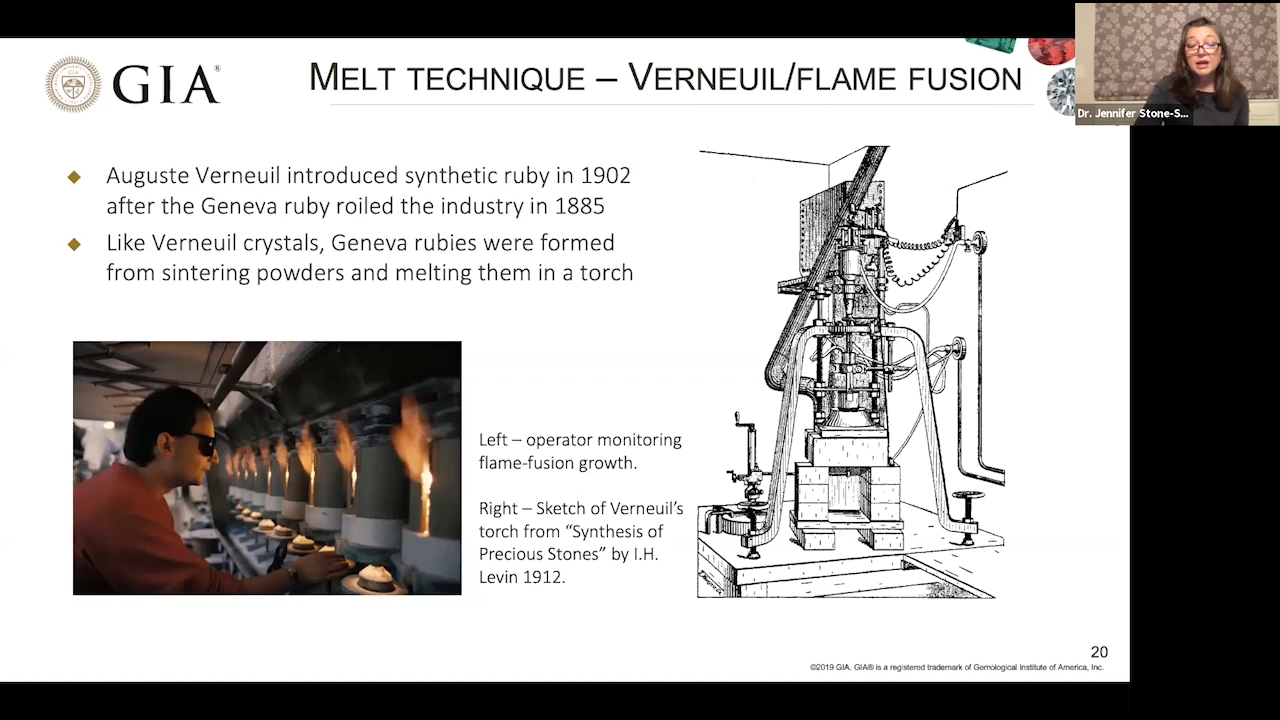 GIA®
MELT TECHNIQUE – VERNEUIL/FLAME FUSION
Dr. Jennifer Stone-S...
Auguste Verneuil introduced synthetic ruby in 1902
after the Geneva ruby roiled the industry in 1885
Like Verneuil crystals, Geneva rubies were formed
from sintering powders and melting them in a torch
Left – operator monitoring
flame-fusion growth.
Right – Sketch of Verneuil’s
torch from “Synthesis of
Precious Stones” by I.H.
Levin 1912.
20
©2019 GIA. GIA® is a registered trademark of Gemological Institute of America, Inc.